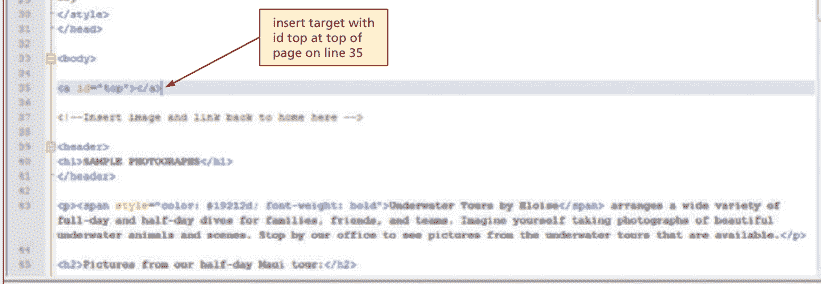 insert target with
id top at top of
page on line 35
30 </style>
31 </head>
32
33 <body>
34
35 <a id="top"></a>
36
37 <!--Insert image and link back to home here -->
38
39 <header>
40 <h1>SAMPLE PHOTOGRAPHS</h1>
41 </header>
42
43 <p><span style="color: #19212d; font-weight: bold">Underwater Tours by Eloise</span> arranges a wide variety of
full-day and half-day dives for families, friends, and teams. Imagine yourself taking photographs of beautiful
underwater animals and scenes. Stop by our office to see pictures from the underwater tours that are available.</p>
44
45 <h2>Pictures from our half-day Maui tour:</h2>